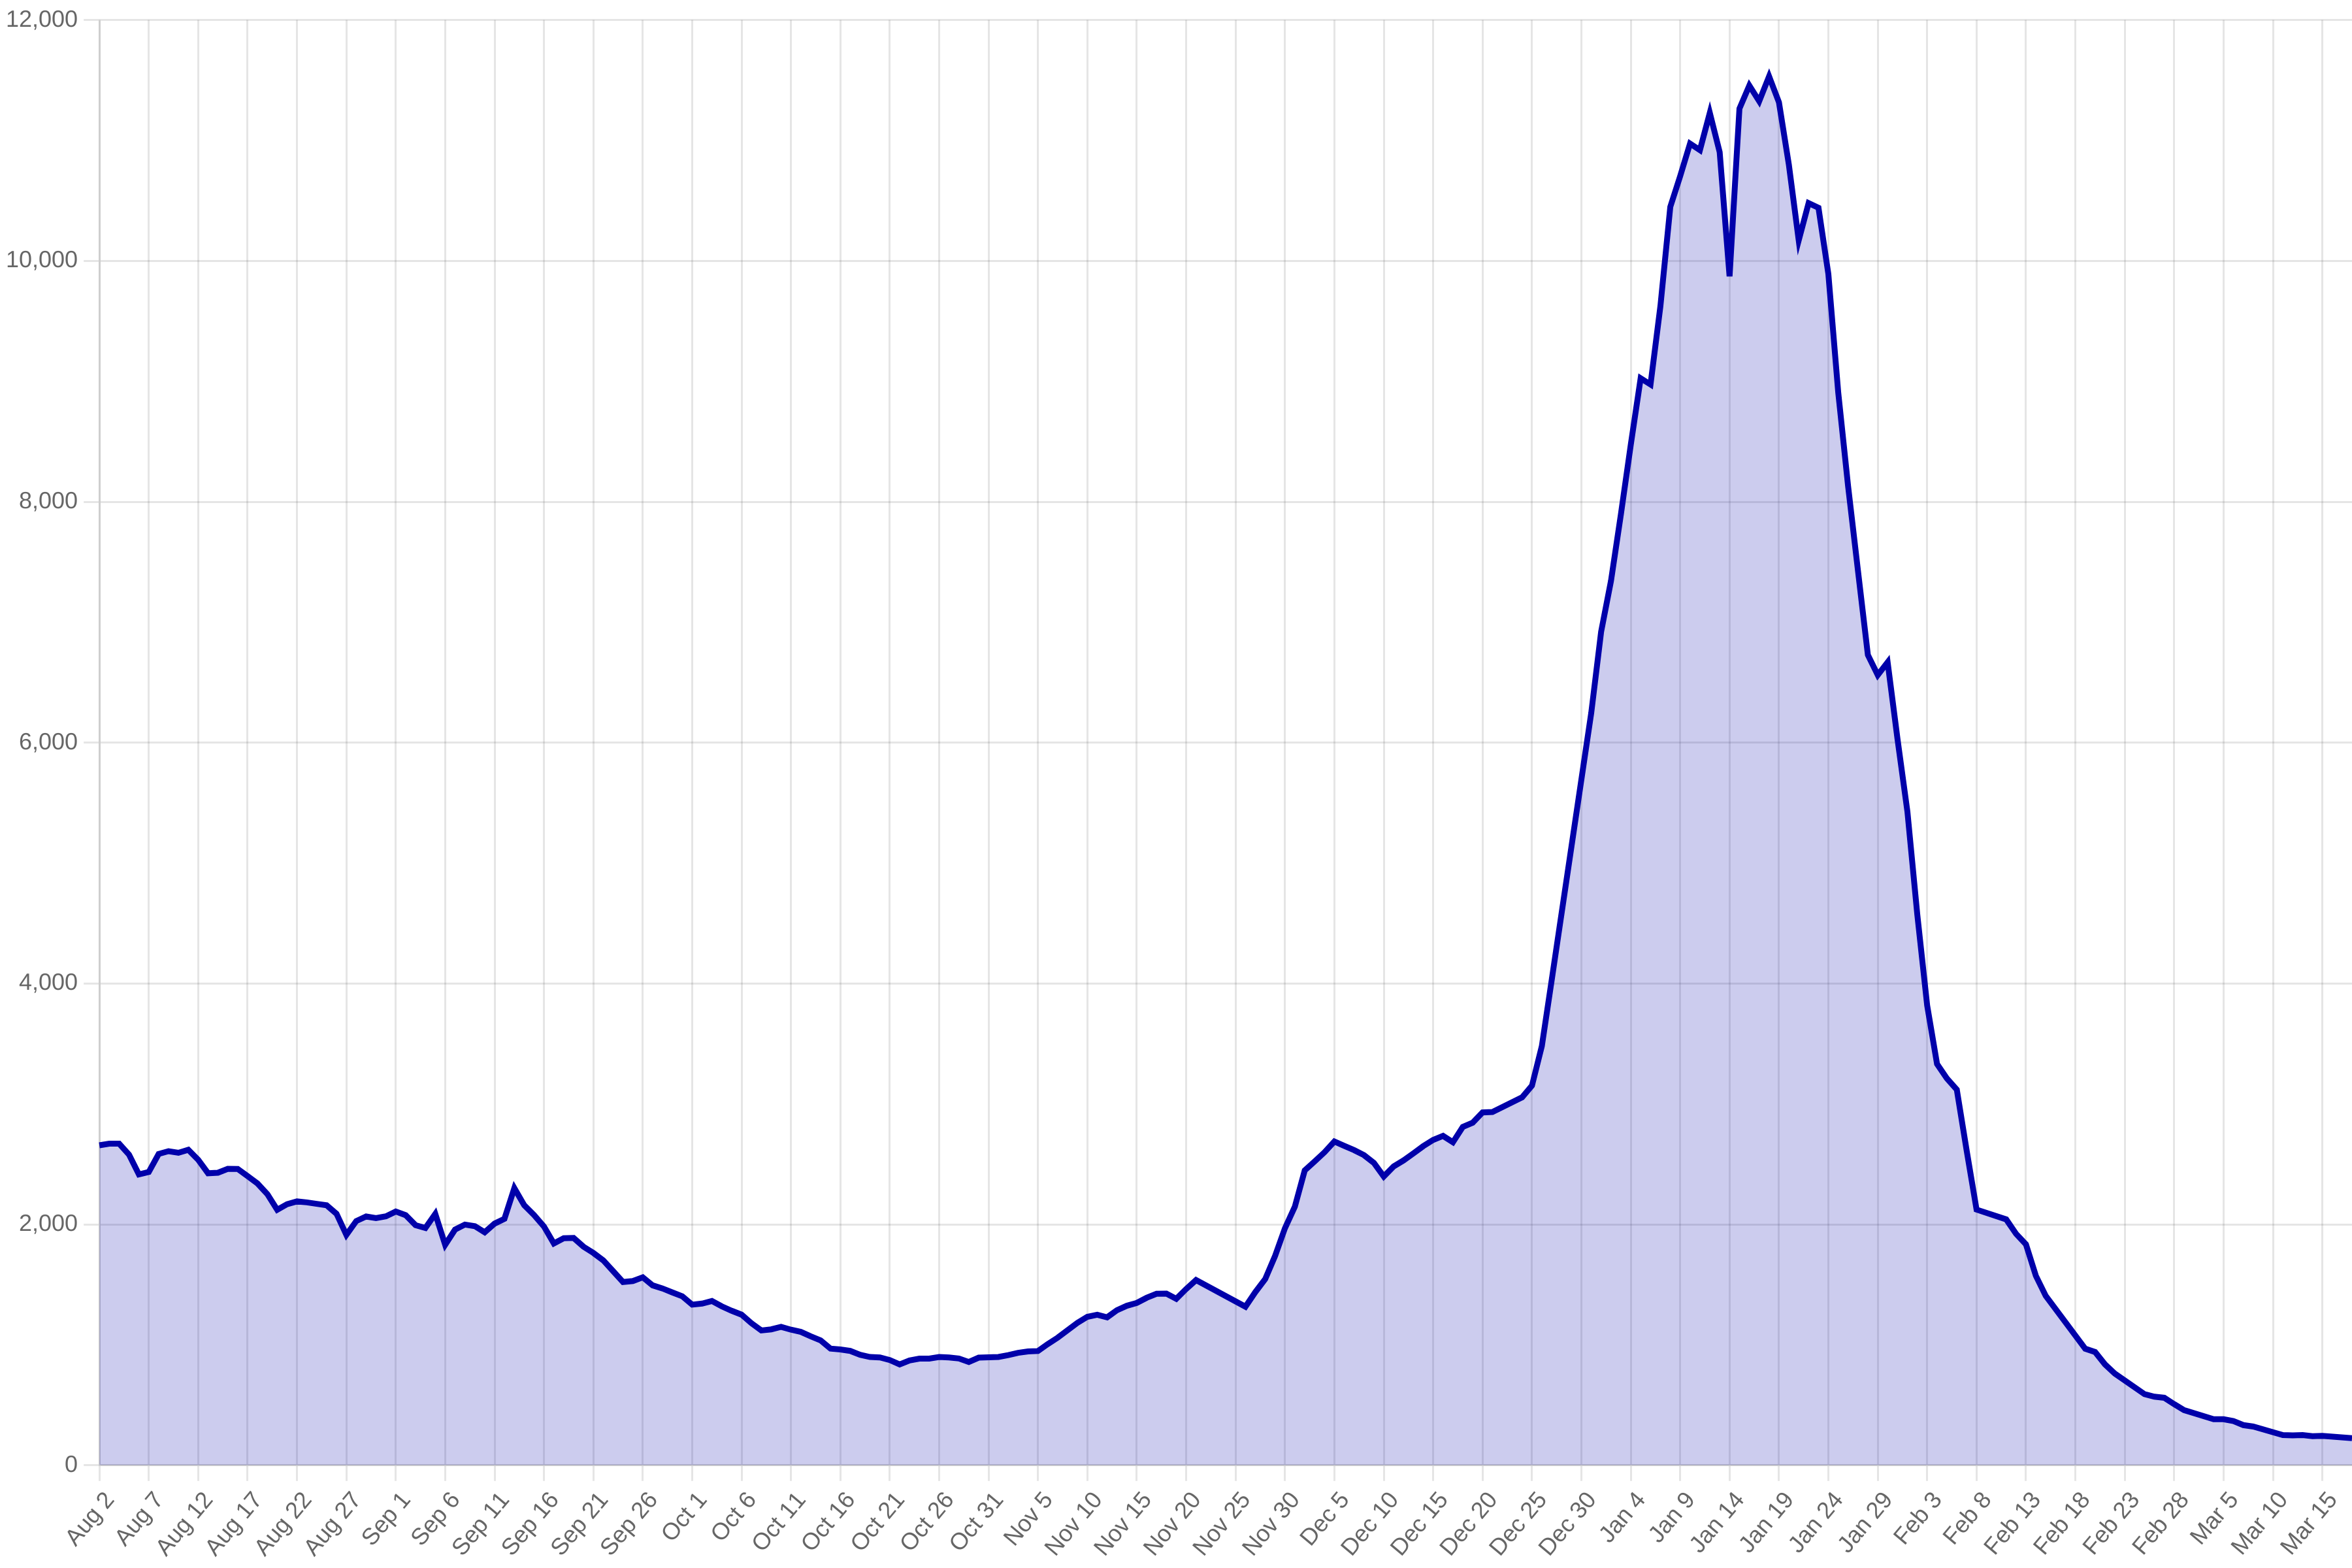 12,000
10,000
8,000
6,000
4,000
2,000
0
Aug 2
Aug 7
Aug 12
Aug 17
Aug 22
Aug 27
Sep 1
Sep 6
Sep 11
Sep 16
Sep 21
Sep 26
Oct 1
Oct 6
Oct 11
Oct 16
Oct 21
Oct 26
Oct 31
Nov 5
Nov 10
Nov 15
Nov 20
Nov 25
Nov 30
Dec 5
Dec 10
Dec 15
Dec 20
Dec 25
Dec 30
Jan 4
Jan 9
Jan 14
Jan 19
Jan 24
Jan 29
Feb 3
Feb 8
Feb 13
Feb 18
Feb 23
Feb 28
Mar 5
Mar 10
Mar 15